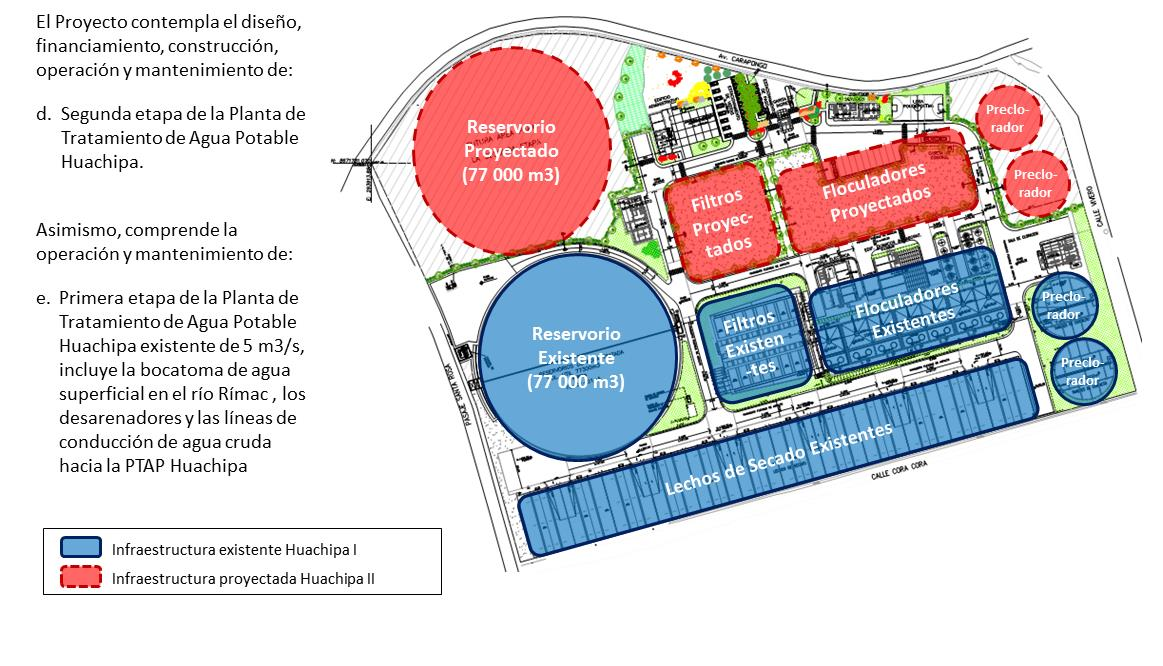 El Proyecto contempla el diseño,
financiamiento, construcción,
operación y mantenimiento de:
d. Segunda etapa de la Planta de
Tratamiento de Agua Potable
Huachipa.
Asimismo, comprende la
operación y mantenimiento de:
e. Primera etapa de la Planta de
Tratamiento de Agua Potable
Huachipa existente de 5 m3/s,
incluye la bocatoma de agua
superficial en el río Rímac , los
desarenadores y las líneas de
conducción de agua cruda
hacia la PTAP Huachipa
Infraestructura existente Huachipa I
Infraestructura proyectada Huachipa II
Av. CARAPONGO
Reservorio
Proyectado
(77 000 m3)
Filtros
Proyec-
tados
Floculadores
Proyectados
Preclo-
rador
Preclo-
rador
CALLE VIVERO
Reservorio
Existente
(77 000 m3)
Filtros
Existen
-tes
Floculadores
Existentes
Preclo-
rador
Preclo-
rador
PASAJE SANTA ROSA
Lechos de Secado Existentes
CALLE CORA CORA